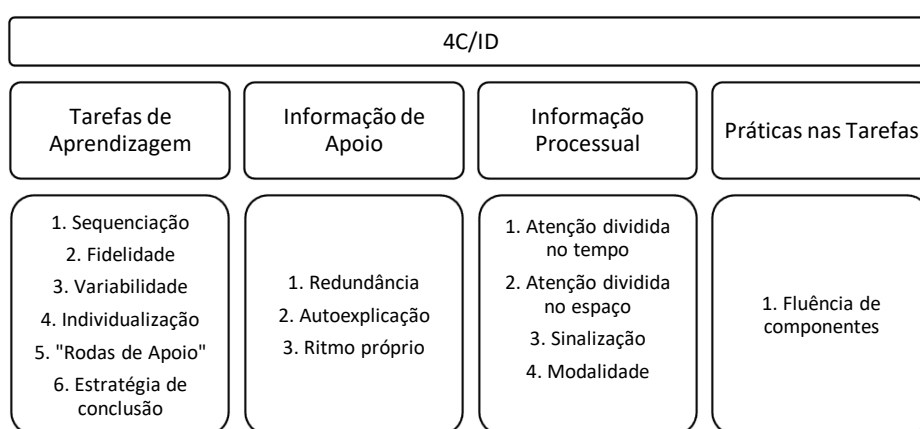 4C/ID
Tarefas de
Aprendizagem
Informação de
Apoio
Informação
Processual
Práticas nas Tarefas
1. Sequenciação
2. Fidelidade
3. Variabilidade
4. Individualização
5. "Rodas de Apoio"
6. Estratégia de
conclusão
1. Redundância
2. Autoexplicação
3. Ritmo próprio
1. Atenção dividida
no tempo
2. Atenção dividida
no espaço
3. Sinalização
4. Modalidade
1. Fluência de
componentes